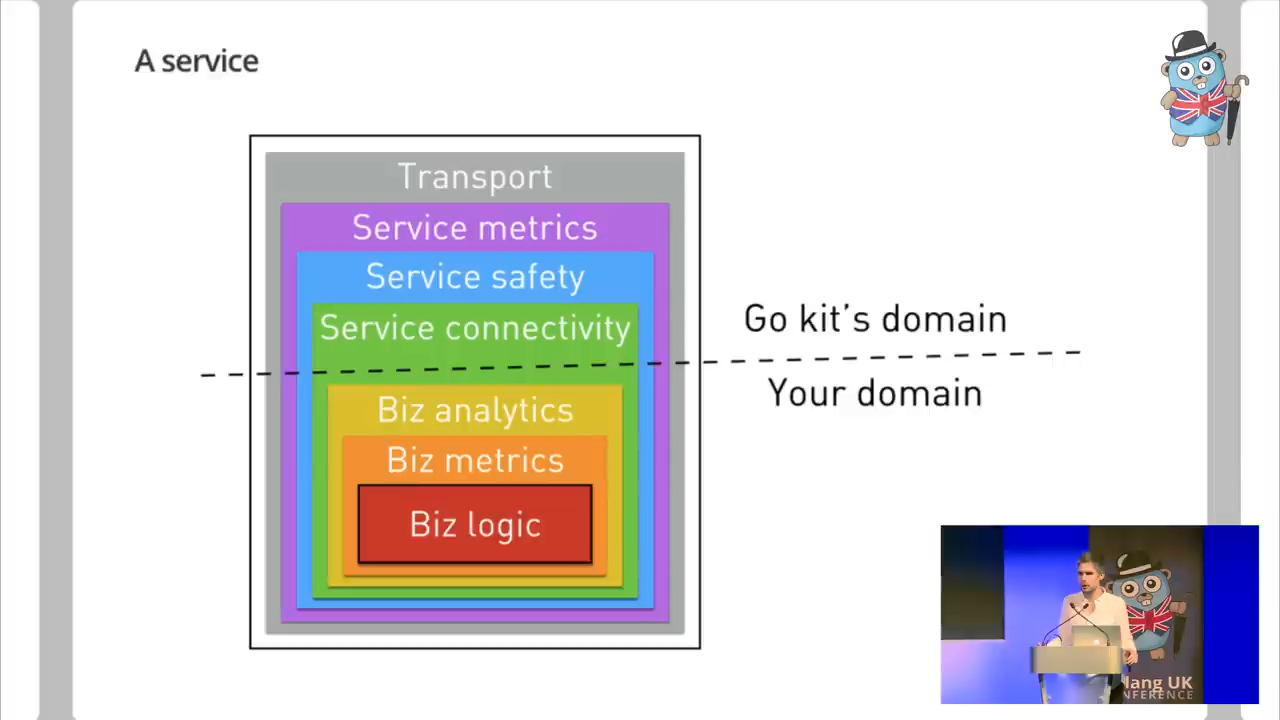 A service
Transport
Service metrics
Service safety
Service connectivity
Go kit's domain
Your domain
Biz analytics
Biz metrics
Biz logic
lang UK
NFERENCE